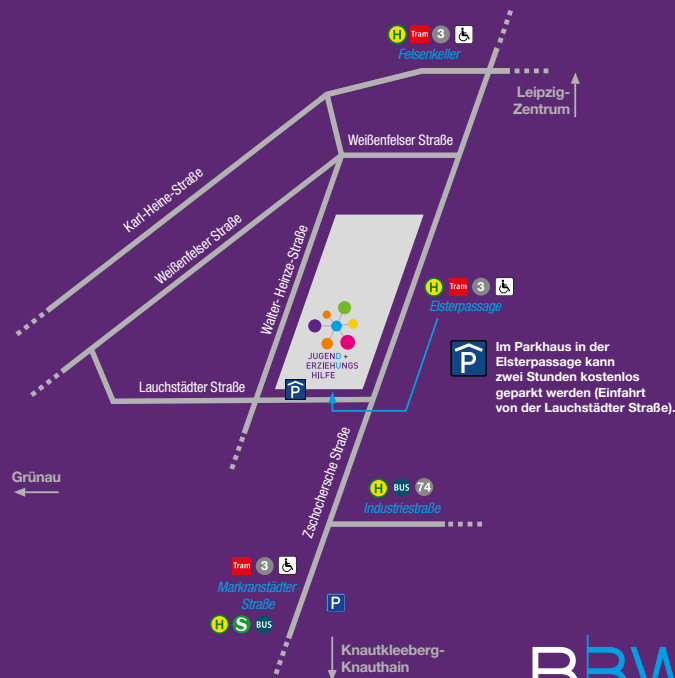 H Tram 3
Felsenkeller
Leipzig-
Zentrum
Weißenfelser Straße
Karl-Heine-Straße
Weißenfelser Straße
Walter- Heinze-Straße
H Tram 3
Elsterpassage
P
Im Parkhaus in der
Elsterpassage kann
zwei Stunden kostenlos
geparkt werden (Einfahrt
von der Lauchstädter Straße).
JUGEND +
ERZIEHUNGS
HILFE
Lauchstädter Straße
P
Zschochersche Straße
Grünau
H BUS 74
Industriestraße
Tram 3
Markranstädter
Straße
H S BUS
P
Knautkleeberg-
Knauthain
BBW